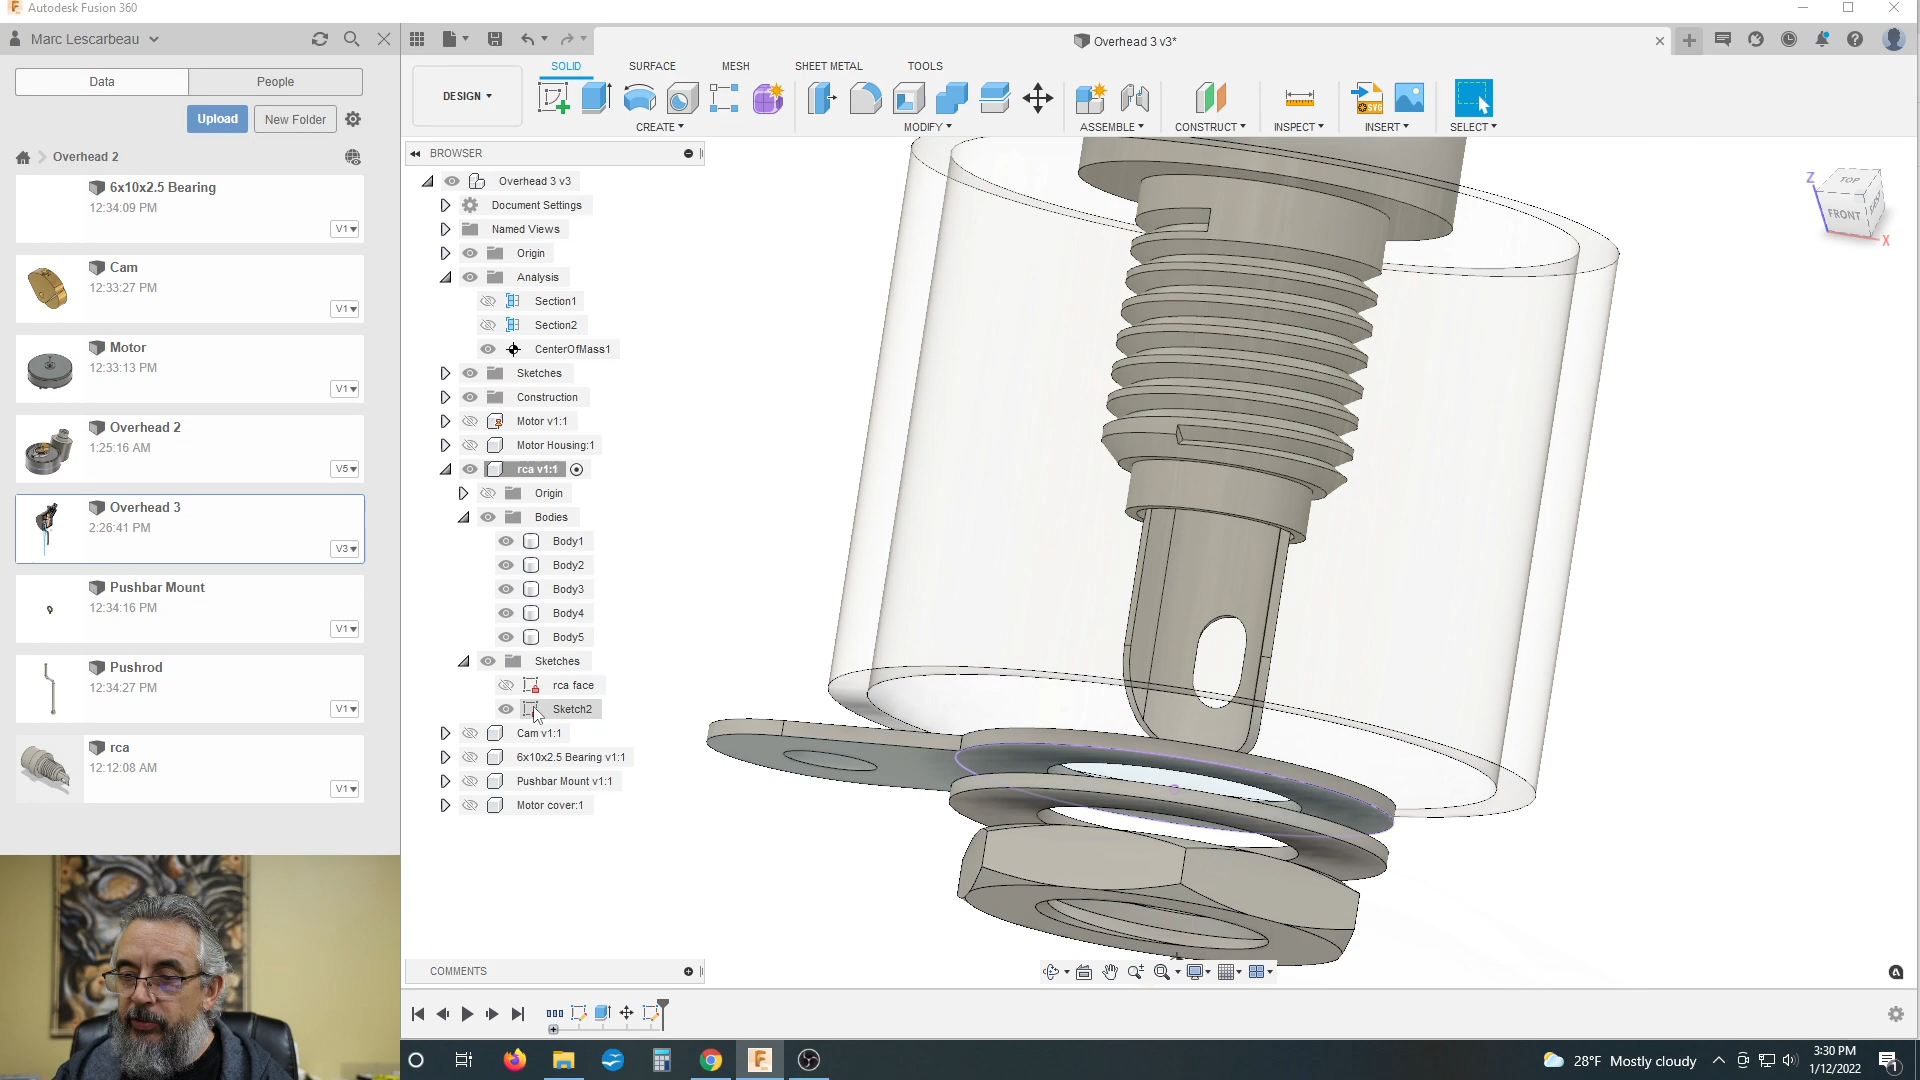 Autodesk Fusion 360
Marc Lescarbeau
Overhead 3 v3*
Data
People
Upload
New Folder
Overhead 2
6x10x2.5 Bearing
12:34:09 PM
V1
Cam
12:33:27 PM
V1
Motor
12:33:13 PM
V1
Overhead 2
1:25:16 AM
V5
Overhead 3
2:26:41 PM
V3
Pushbar Mount
12:34:16 PM
V1
Pushrod
12:34:27 PM
V1
rca
12:12:08 AM
V1
SOLID SURFACE MESH SHEET METAL TOOLS
DESIGN
CREATE MODIFY ASSEMBLE CONSTRUCT INSPECT INSERT SELECT
SVG
BROWSER
Overhead 3 v3
Document Settings
Named Views
Origin
Analysis
Section1
Section2
CenterOfMass1
Sketches
Construction
Motor v1:1
Motor Housing:1
rca v1:1
Origin
Bodies
Body1
Body2
Body3
Body4
Body5
Sketches
rca face
Sketch2
Cam v1:1
6x10x2.5 Bearing v1:1
Pushbar Mount v1:1
Motor cover:1
Z
TOP
FRONT
X
COMMENTS
28°F Mostly cloudy
3:30 PM
1/12/2022
1